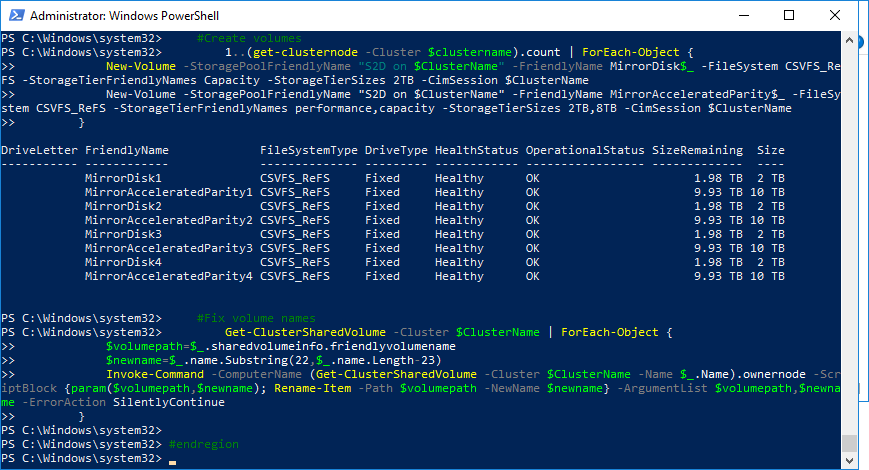 Administrator: Windows PowerShell
PS C:\Windows\system32>     #Create volumes
PS C:\Windows\system32>         1..(get-clusternode -Cluster $clustername).count | ForEach-Object {
>>             New-Volume -StoragePoolFriendlyName "S2D on $ClusterName" -FriendlyName MirrorDisk$_ -FileSystem CSVFS_Re
FS -StorageTierFriendlyNames Capacity -StorageTierSizes 2TB -CimSession $ClusterName
>>             New-Volume -StoragePoolFriendlyName "S2D on $ClusterName" -FriendlyName MirrorAcceleratedParity$_ -FileSy
stem CSVFS_ReFS -StorageTierFriendlyNames performance,capacity -StorageTierSizes 2TB,8TB -CimSession $ClusterName
>>         }
DriveLetter FriendlyName             FileSystemType DriveType HealthStatus OperationalStatus SizeRemaining  Size
----------- ------------             -------------- --------- ------------ ----------------- -------------  ----
            MirrorDisk1              CSVFS_ReFS     Fixed     Healthy      OK                      1.98 TB  2 TB
            MirrorAcceleratedParity1 CSVFS_ReFS     Fixed     Healthy      OK                      9.93 TB 10 TB
            MirrorDisk2              CSVFS_ReFS     Fixed     Healthy      OK                      1.98 TB  2 TB
            MirrorAcceleratedParity2 CSVFS_ReFS     Fixed     Healthy      OK                      9.93 TB 10 TB
            MirrorDisk3              CSVFS_ReFS     Fixed     Healthy      OK                      1.98 TB  2 TB
            MirrorAcceleratedParity3 CSVFS_ReFS     Fixed     Healthy      OK                      9.93 TB 10 TB
            MirrorDisk4              CSVFS_ReFS     Fixed     Healthy      OK                      1.98 TB  2 TB
            MirrorAcceleratedParity4 CSVFS_ReFS     Fixed     Healthy      OK                      9.93 TB 10 TB
PS C:\Windows\system32>     #Fix volume names
PS C:\Windows\system32>         Get-ClusterSharedVolume -Cluster $ClusterName | ForEach-Object {
>>             $volumepath=$_.sharedvolumeinfo.friendlyvolumename
>>             $newname=$_.name.Substring(22,$_.name.Length-23)
>>             Invoke-Command -ComputerName (Get-ClusterSharedVolume -Cluster $ClusterName -Name $_.Name).ownernode -Scr
iptBlock {param($volumepath,$newname); Rename-Item -Path $volumepath -NewName $newname} -ArgumentList $volumepath,$newna
me -ErrorAction SilentlyContinue
>>         }
PS C:\Windows\system32>
PS C:\Windows\system32> #endregion
PS C:\Windows\system32>